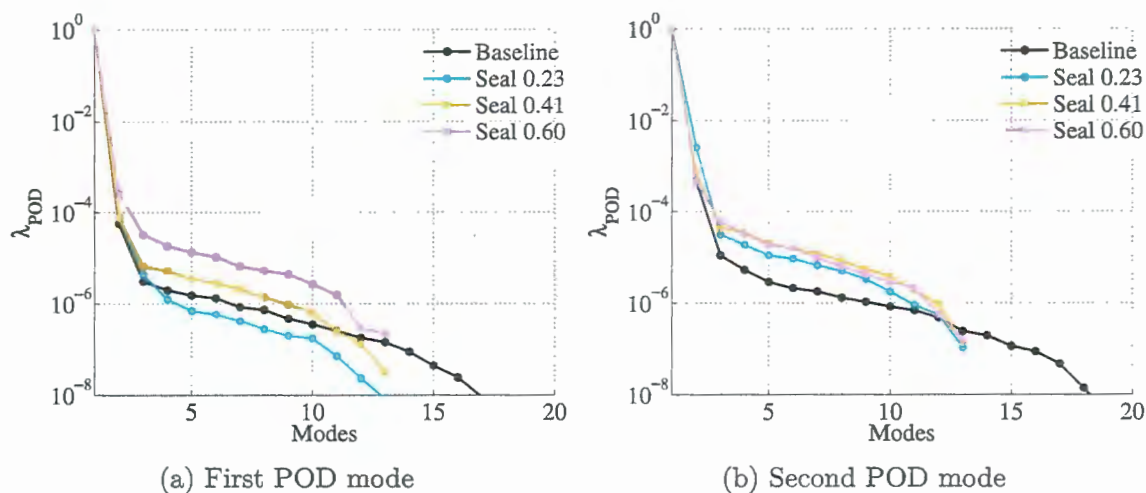 10^0
10^-2
10^-4
10^-6
10^-8
λ_POD
5
10
15
20
Modes
Baseline
Seal 0.23
Seal 0.41
Seal 0.60
(a) First POD mode
10^0
10^-2
10^-4
10^-6
10^-8
λ_POD
5
10
15
20
Modes
Baseline
Seal 0.23
Seal 0.41
Seal 0.60
(b) Second POD mode